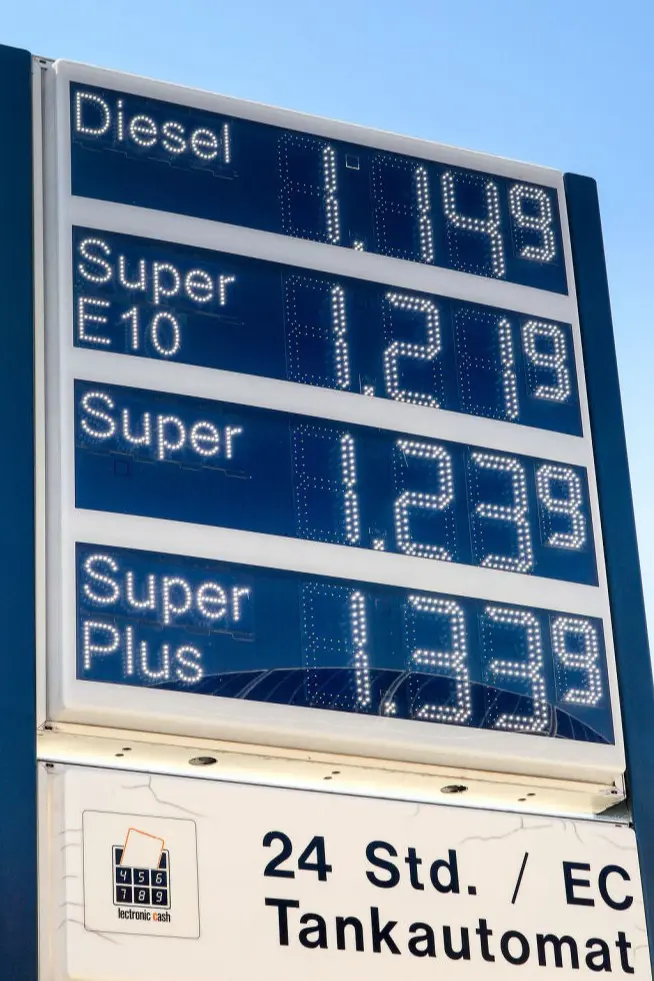 Diesel 1.149
Super
E10 1.219
Super 1.239
Super
Plus 1.339
24 Std. / EC
456
789
Tankautomat
lectronic cash